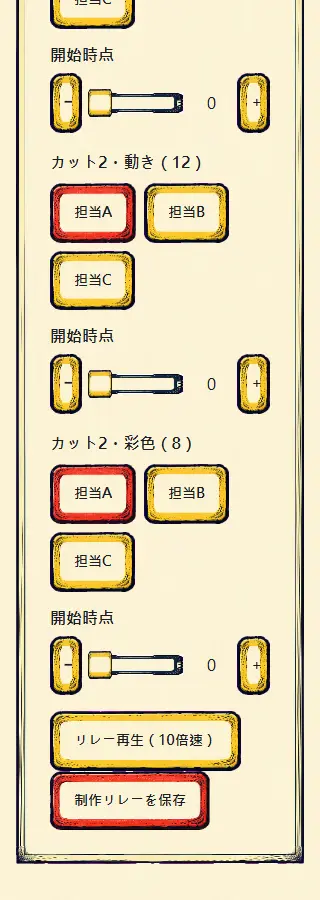 担当C
開始時点
− 0 +
カット2・動き(12)
担当A 担当B
担当C
開始時点
− 0 +
カット2・彩色(8)
担当A 担当B
担当C
開始時点
− 0 +
リレー再生(10倍速)
制作リレーを保存